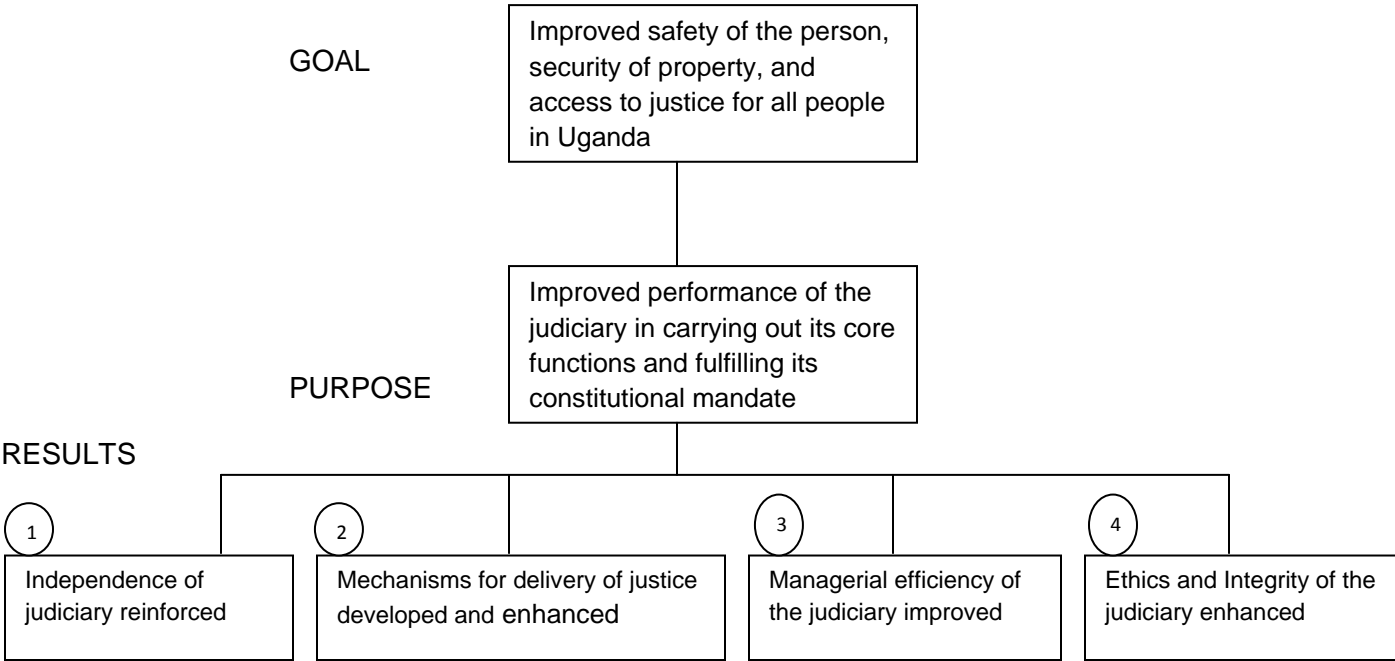 GOAL
Improved safety of the person,
security of property, and
access to justice for all people
in Uganda
PURPOSE
Improved performance of the
judiciary in carrying out its core
functions and fulfilling its
constitutional mandate
RESULTS
1
Independence of
judiciary reinforced
2
Mechanisms for delivery of justice
developed and enhanced
3
Managerial efficiency of
the judiciary improved
4
Ethics and Integrity of the
judiciary enhanced